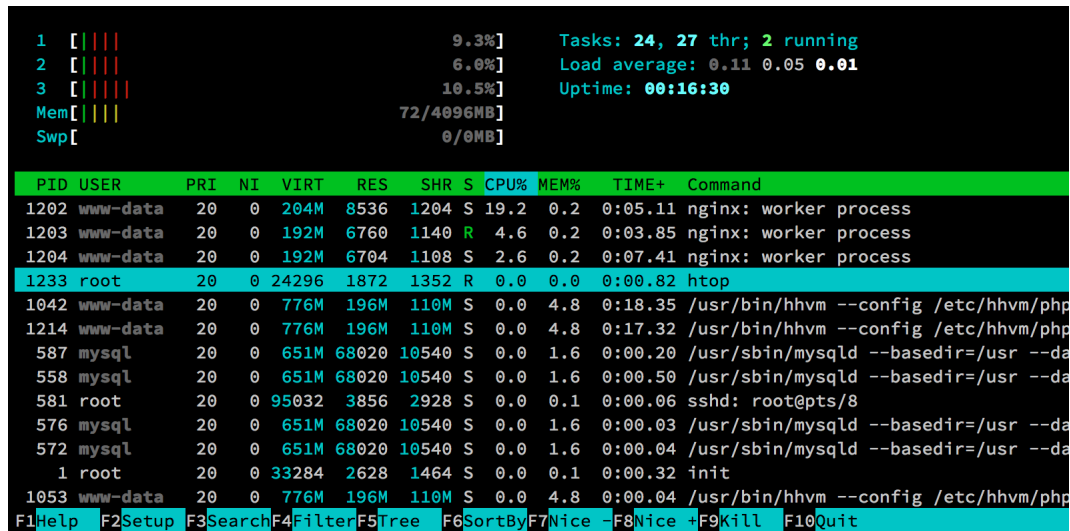 1 [|||| 9.3%] Tasks: 24, 27 thr; 2 running
2 [|||| 6.0%] Load average: 0.11 0.05 0.01
3 [||||| 10.5%] Uptime: 00:16:30
Mem[|||| 72/4096MB]
Swp[ 0/0MB]
PID USER PRI NI VIRT RES SHR S CPU% MEM% TIME+ Command
1202 www-data 20 0 204M 8536 1204 S 19.2 0.2 0:05.11 nginx: worker process
1203 www-data 20 0 192M 6760 1140 R 4.6 0.2 0:03.85 nginx: worker process
1204 www-data 20 0 192M 6704 1108 S 2.6 0.2 0:07.41 nginx: worker process
1233 root 20 0 24296 1872 1352 R 0.0 0.0 0:00.82 htop
1042 www-data 20 0 776M 196M 110M S 0.0 4.8 0:18.35 /usr/bin/hhvm --config /etc/hhvm/php
1214 www-data 20 0 776M 196M 110M S 0.0 4.8 0:17.32 /usr/bin/hhvm --config /etc/hhvm/php
587 mysql 20 0 651M 68020 10540 S 0.0 1.6 0:00.20 /usr/sbin/mysqld --basedir=/usr --da
558 mysql 20 0 651M 68020 10540 S 0.0 1.6 0:00.50 /usr/sbin/mysqld --basedir=/usr --da
581 root 20 0 95032 3856 2928 S 0.0 0.1 0:00.06 sshd: root@pts/8
576 mysql 20 0 651M 68020 10540 S 0.0 1.6 0:00.03 /usr/sbin/mysqld --basedir=/usr --da
572 mysql 20 0 651M 68020 10540 S 0.0 1.6 0:00.04 /usr/sbin/mysqld --basedir=/usr --da
1 root 20 0 33284 2628 1464 S 0.0 0.1 0:00.32 init
1053 www-data 20 0 776M 196M 110M S 0.0 4.8 0:00.04 /usr/bin/hhvm --config /etc/hhvm/php
F1Help F2Setup F3SearchF4FilterF5Tree F6SortByF7Nice -F8Nice +F9Kill F10Quit